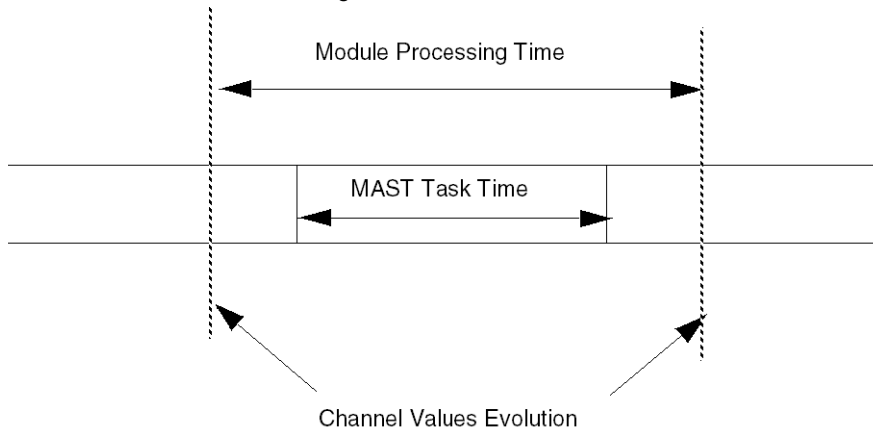 Module Processing Time
MAST Task Time
Channel Values Evolution